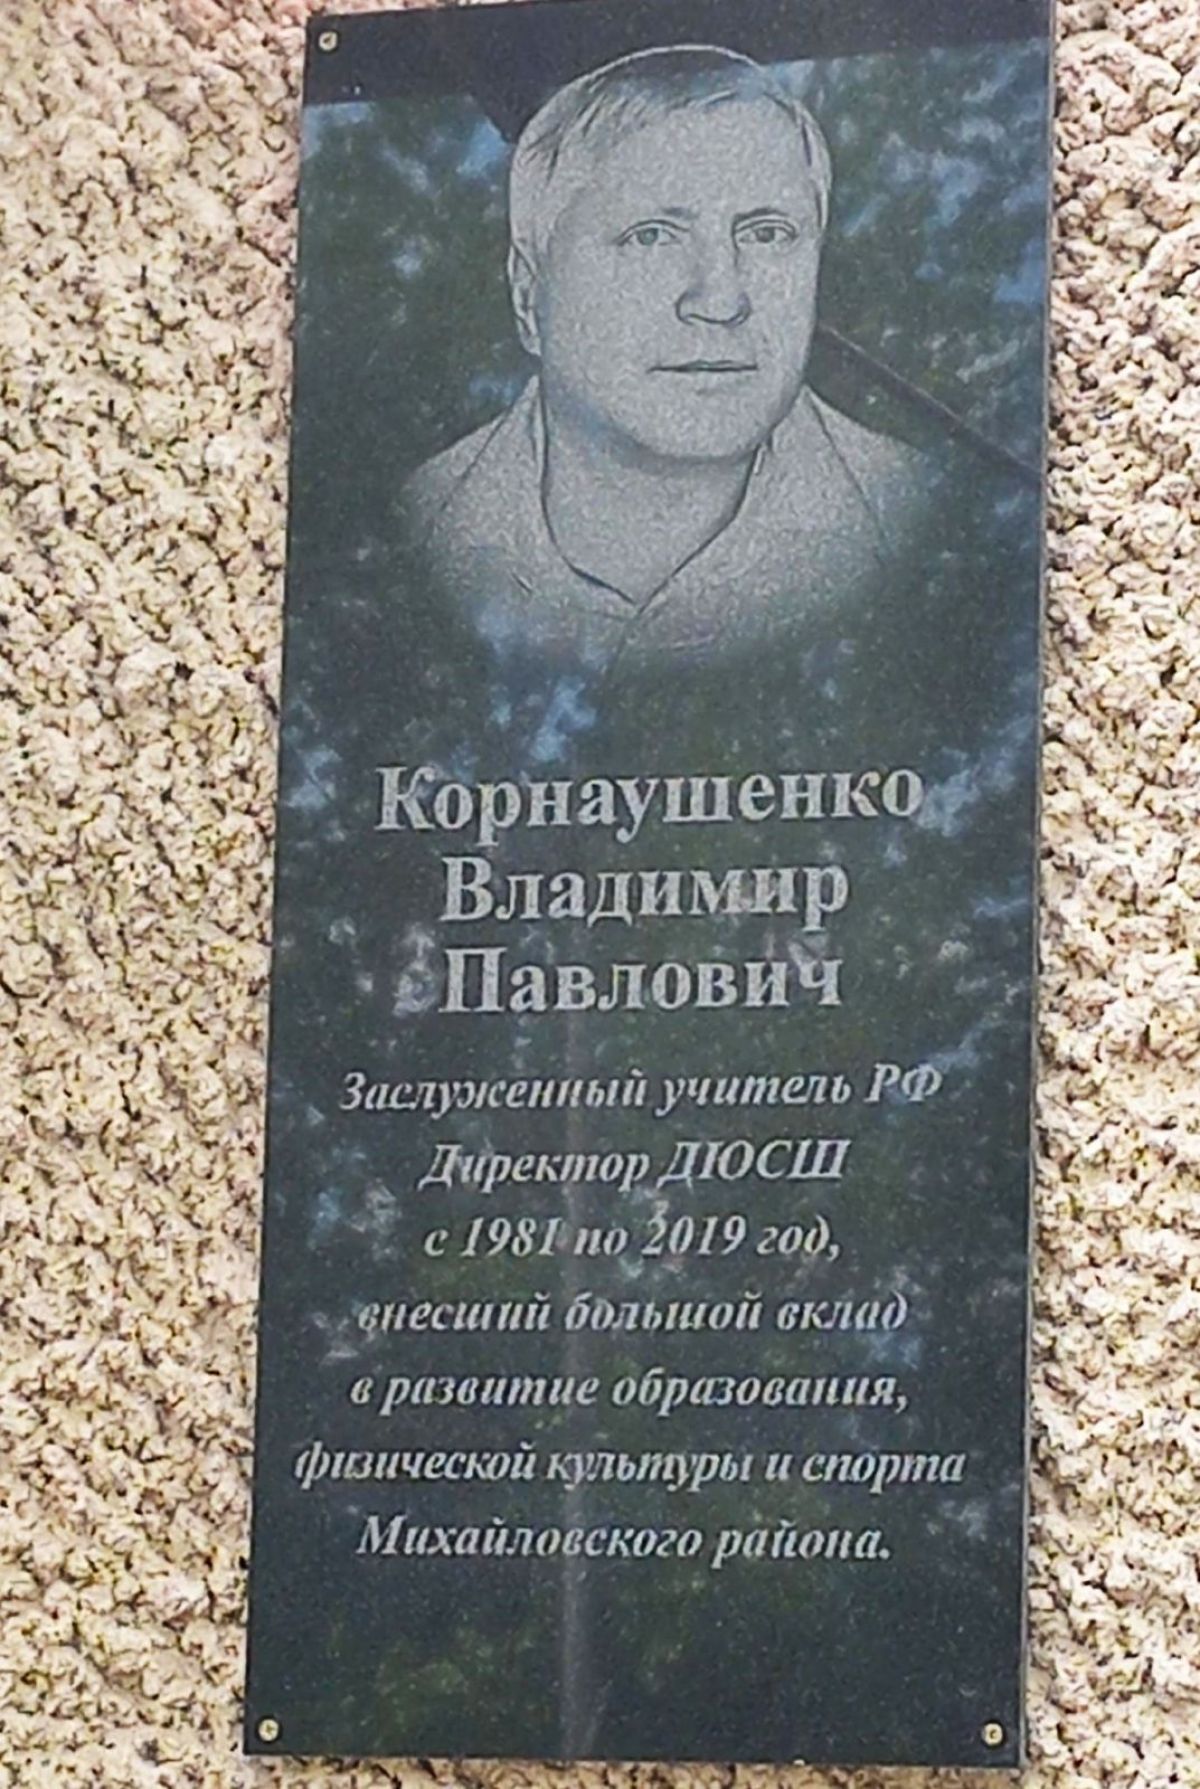 Корнаушенко
Владимир
Павлович
Заслуженный учитель РФ
Директор ДЮСШ
с 1981 по 2019 год,
внесший большой вклад
в развитие образования,
физической культуры и спорта
Михайловского района.